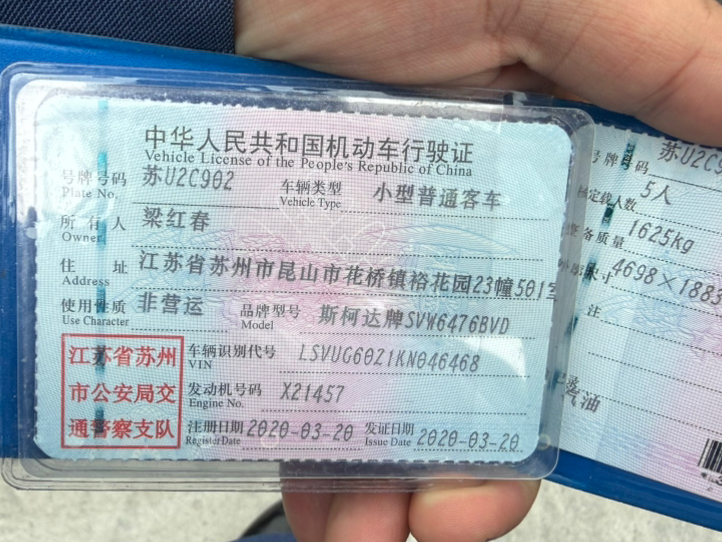 中华人民共和国机动车行驶证
Vehicle License of the People's Republic of China
号牌号码 苏U2C902 车辆类型 小型普通客车
Plate No. Vehicle Type
所有人 梁红春
Owner
住址 江苏省苏州市昆山市花桥镇裕花园23幢501室
Address
使用性质 非营运 品牌型号 斯柯达牌SVW6476BVD
Use Character Model
江苏省苏州
市公安局交
通警察支队
车辆识别代号 LSVUG60Z1KN046468
VIN
发动机号码 X21457
Engine No.
注册日期 2020-03-20 发证日期 2020-03-20
Register Date Issue Date
号牌号码 苏U2C9
核定载人数 5人
整备质量 1625kg
尺寸 4698×1883
注
汽油